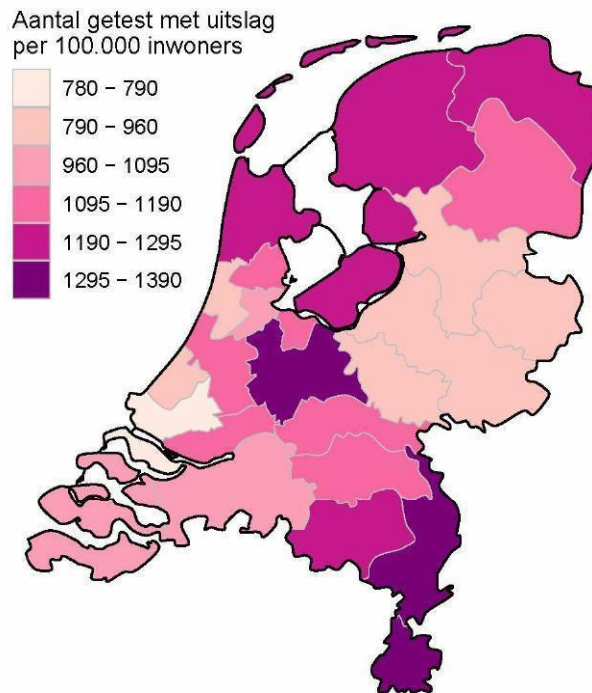 Aantal getest met uitslag
per 100.000 inwoners
780 − 790
790 − 960
960 − 1095
1095 − 1190
1190 − 1295
1295 − 1390